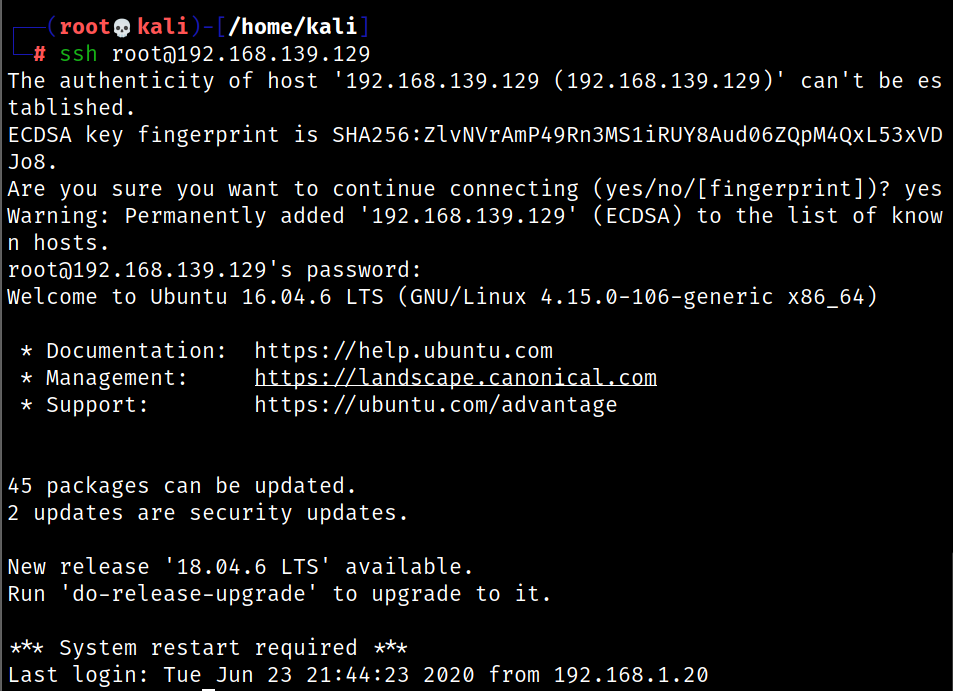 (root💀kali)-[/home/kali]
# ssh root@192.168.139.129
The authenticity of host '192.168.139.129 (192.168.139.129)' can't be es
tablished.
ECDSA key fingerprint is SHA256:ZlvNVrAmP49Rn3MS1iRUY8Aud06ZQpM4QxL53xVD
Jo8.
Are you sure you want to continue connecting (yes/no/[fingerprint])? yes
Warning: Permanently added '192.168.139.129' (ECDSA) to the list of know
n hosts.
root@192.168.139.129's password:
Welcome to Ubuntu 16.04.6 LTS (GNU/Linux 4.15.0-106-generic x86_64)
* Documentation:  https://help.ubuntu.com
* Management:     https://landscape.canonical.com
* Support:        https://ubuntu.com/advantage
45 packages can be updated.
2 updates are security updates.
New release '18.04.6 LTS' available.
Run 'do-release-upgrade' to upgrade to it.
*** System restart required ***
Last login: Tue Jun 23 21:44:23 2020 from 192.168.1.20